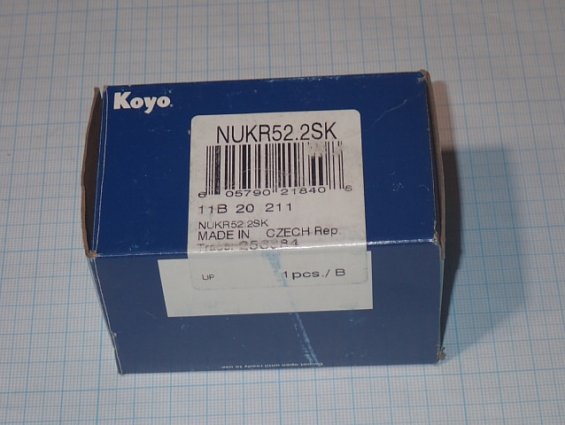 Koyo
NUKR52.2SK
6 05790 21840 6
11B 20 211
NUKR52.2SK
MADE IN CZECH Rep.
UP 1pcs./B